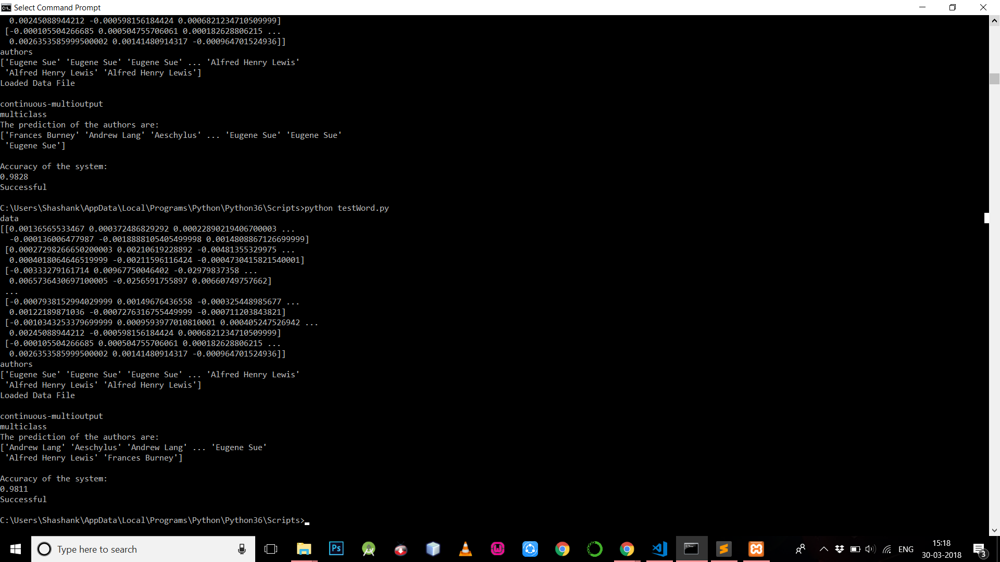 Select Command Prompt
  0.00245088944212 -0.000598156184424 0.0006821234710509999]
 [-0.000105504266685 0.000504755706061 0.000182628806215 ...
  0.0026353585999500002 0.00141480914317 -0.000964701524936]]
authors
['Eugene Sue' 'Eugene Sue' 'Eugene Sue' ... 'Alfred Henry Lewis'
 'Alfred Henry Lewis' 'Alfred Henry Lewis']
Loaded Data File

continuous-multioutput
multiclass
The prediction of the authors are:
['Frances Burney' 'Andrew Lang' 'Aeschylus' ... 'Eugene Sue' 'Eugene Sue'
 'Eugene Sue']

Accuracy of the system:
0.9828
Successful

C:\Users\Shashank\AppData\Local\Programs\Python\Python36\Scripts>python testWord.py
data
[[0.00136565533467 0.000372486829292 0.00022890219406700003 ...
  -0.000136006477987 -0.0018888105405499998 0.0014808867126699999]
 [0.00027298266650200003 0.00210619228892 -0.00481355329975 ...
  0.0004018064646519999 -0.00211596116424 -0.0004730415821540001]
 [-0.00333279161714 0.00967750046402 -0.02979837358 ...
  0.0065736430697100005 -0.0256591755897 0.00660749757662]
 ...
 [-0.0007938152994029999 0.00149676436558 -0.000325448985677 ...
  0.00122189871036 -0.0007276316755449999 -0.000711203843821]
 [-0.0010343253379699999 0.0009593977010810001 0.000405247526942 ...
  0.00245088944212 -0.000598156184424 0.0006821234710509999]
 [-0.000105504266685 0.000504755706061 0.000182628806215 ...
  0.0026353585999500002 0.00141480914317 -0.000964701524936]]
authors
['Eugene Sue' 'Eugene Sue' 'Eugene Sue' ... 'Alfred Henry Lewis'
 'Alfred Henry Lewis' 'Alfred Henry Lewis']
Loaded Data File

continuous-multioutput
multiclass
The prediction of the authors are:
['Andrew Lang' 'Aeschylus' 'Andrew Lang' ... 'Eugene Sue'
 'Alfred Henry Lewis' 'Frances Burney']

Accuracy of the system:
0.9811
Successful

C:\Users\Shashank\AppData\Local\Programs\Python\Python36\Scripts>
Type here to search
Ps
ENG
15:18
30-03-2018
3